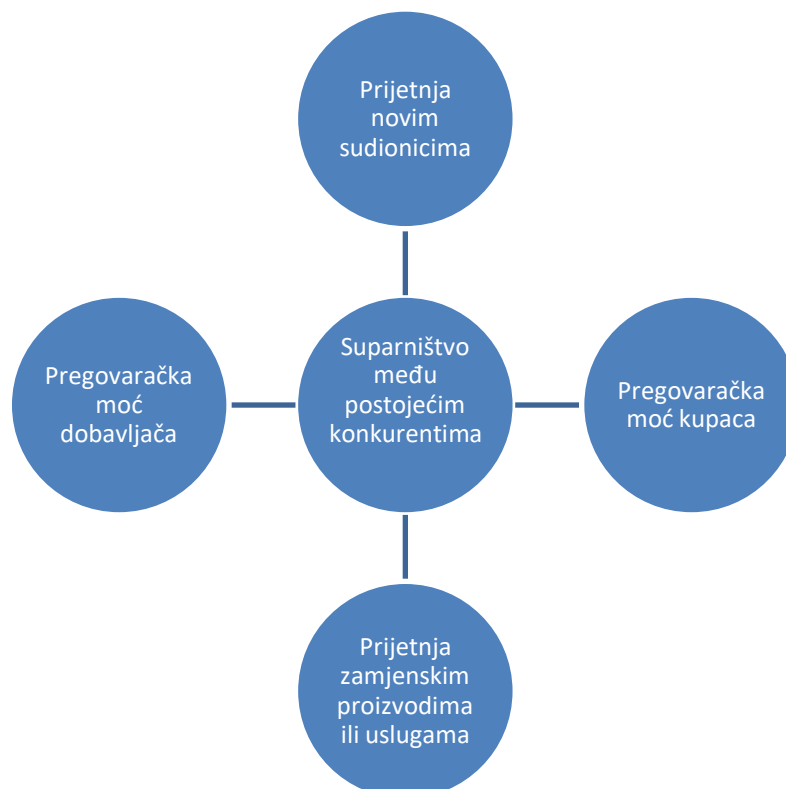 Prijetnja
novim
sudionicima
Pregovaračka
moć
dobavljača
Suparništvo
među
postojećim
konkurentima
Pregovaračka
moć kupaca
Prijetnja
zamjenskim
proizvodima
ili uslugama